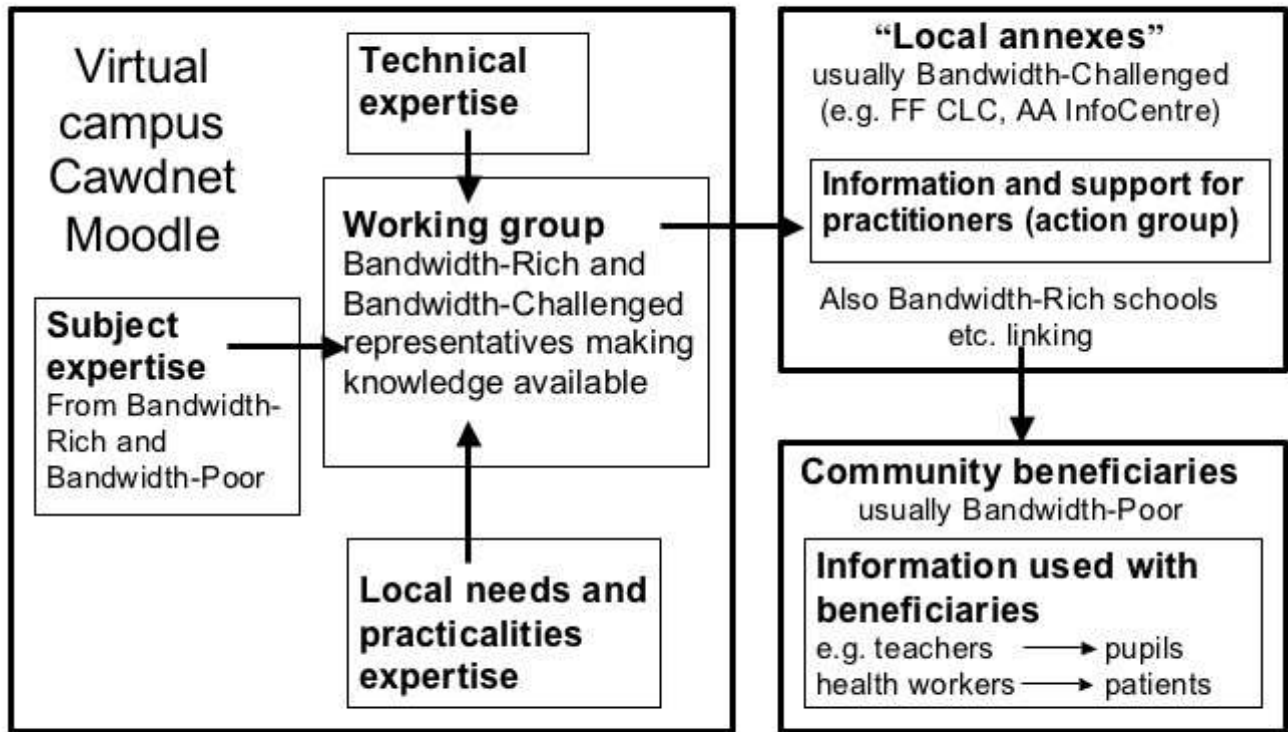 Virtual
campus
Cawdnet
Moodle
Technical
expertise
Working group
Bandwidth-Rich and
Bandwidth-Challenged
representatives making
knowledge available
Subject
expertise
From Bandwidth-
Rich and
Bandwidth-Poor
Local needs and
practicalities
expertise
“Local annexes”
usually Bandwidth-Challenged
(e.g. FF CLC, AA InfoCentre)
Information and support for
practitioners (action group)
Also Bandwidth-Rich schools
etc. linking
Community beneficiaries
usually Bandwidth-Poor
Information used with
beneficiaries
e.g. teachers pupils
health workers patients